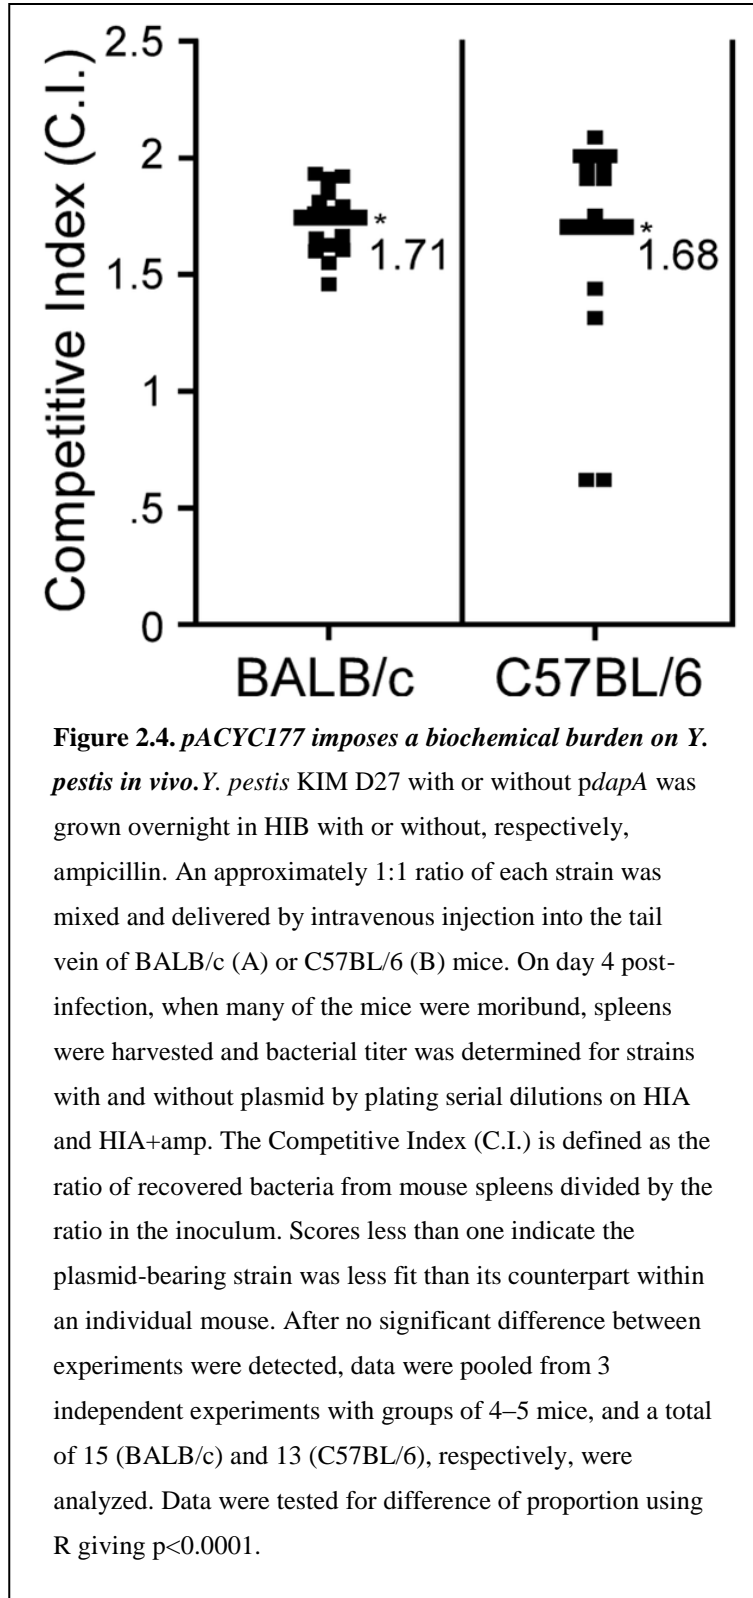 Competitive Index (C.I.)
2.5
2
1.5
1
.5
0
*
1.71
*
1.68
BALB/c
C57BL/6
Figure 2.4. pACYC177 imposes a biochemical burden on Y.
pestis in vivo.Y. pestis KIM D27 with or without pdapA was
grown overnight in HIB with or without, respectively,
ampicillin. An approximately 1:1 ratio of each strain was
mixed and delivered by intravenous injection into the tail
vein of BALB/c (A) or C57BL/6 (B) mice. On day 4 post-
infection, when many of the mice were moribund, spleens
were harvested and bacterial titer was determined for strains
with and without plasmid by plating serial dilutions on HIA
and HIA+amp. The Competitive Index (C.I.) is defined as the
ratio of recovered bacteria from mouse spleens divided by the
ratio in the inoculum. Scores less than one indicate the
plasmid-bearing strain was less fit than its counterpart within
an individual mouse. After no significant difference between
experiments were detected, data were pooled from 3
independent experiments with groups of 4–5 mice, and a total
of 15 (BALB/c) and 13 (C57BL/6), respectively, were
analyzed. Data were tested for difference of proportion using
R giving p<0.0001.